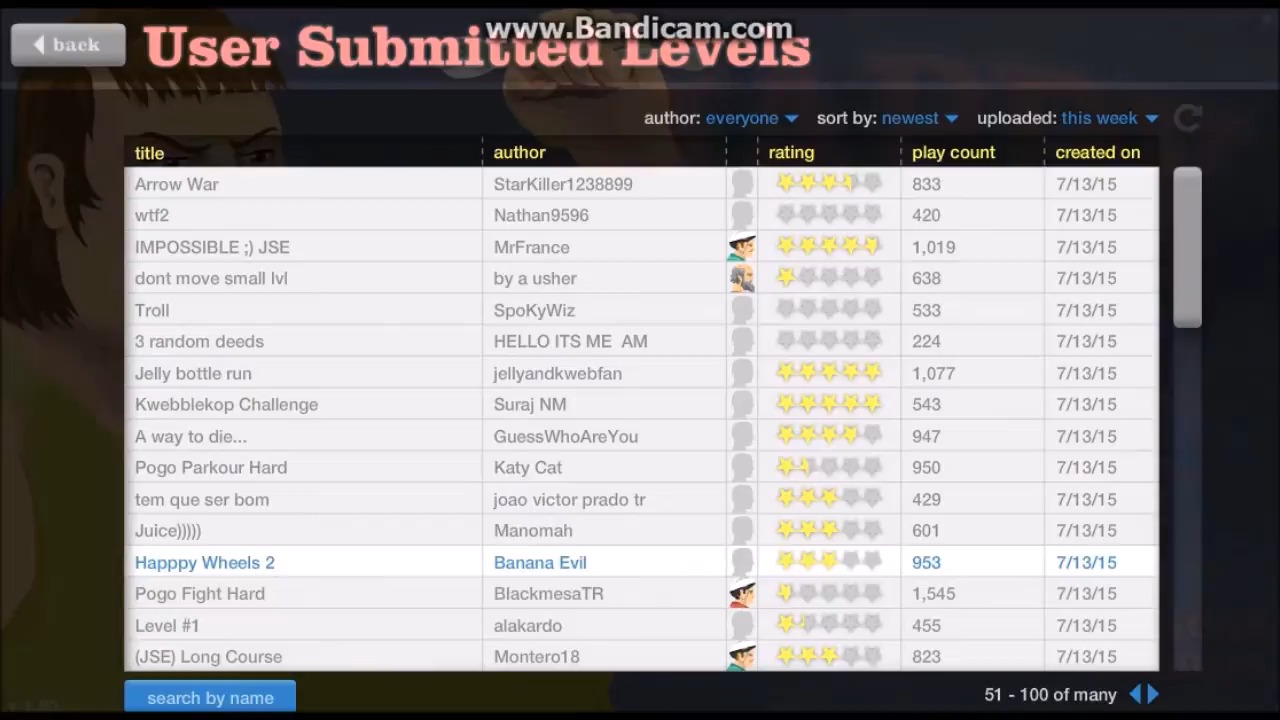 www.Bandicam.com
back
User Submitted Levels
author: everyone sort by: newest uploaded: this week
title author rating play count created on
Arrow War StarKiller1238899 833 7/13/15
wtf2 Nathan9596 420 7/13/15
IMPOSSIBLE ;) JSE MrFrance 1,019 7/13/15
dont move small lvl by a usher 638 7/13/15
Troll SpoKyWiz 533 7/13/15
3 random deeds HELLO ITS ME  AM 224 7/13/15
Jelly bottle run jellyandkwebfan 1,077 7/13/15
Kwebblekop Challenge Suraj NM 543 7/13/15
A way to die... GuessWhoAreYou 947 7/13/15
Pogo Parkour Hard Katy Cat 950 7/13/15
tem que ser bom joao victor prado tr 429 7/13/15
Juice))))) Manomah 601 7/13/15
Happpy Wheels 2 Banana Evil 953 7/13/15
Pogo Fight Hard BlackmesaTR 1,545 7/13/15
Level #1 alakardo 455 7/13/15
(JSE) Long Course Montero18 823 7/13/15
search by name 51 - 100 of many